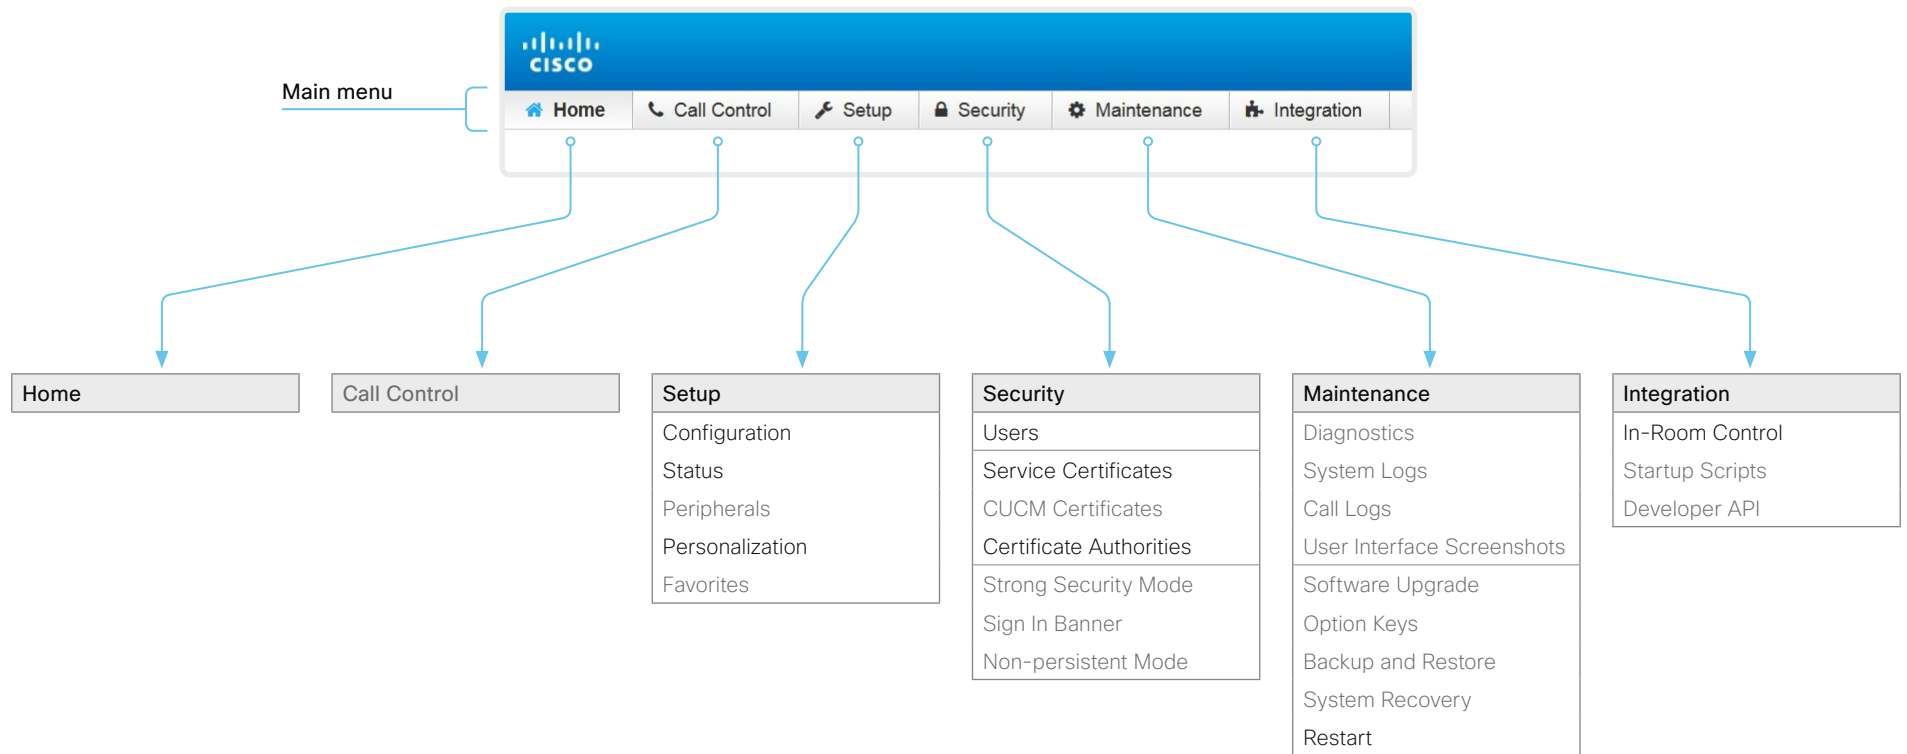 CISCO
Main menu
Home Call Control Setup Security Maintenance Integration
Home
Call Control
Setup
Configuration
Status
Peripherals
Personalization
Favorites
Security
Users
Service Certificates
CUCM Certificates
Certificate Authorities
Strong Security Mode
Sign In Banner
Non-persistent Mode
Maintenance
Diagnostics
System Logs
Call Logs
User Interface Screenshots
Software Upgrade
Option Keys
Backup and Restore
System Recovery
Restart
Integration
In-Room Control
Startup Scripts
Developer API